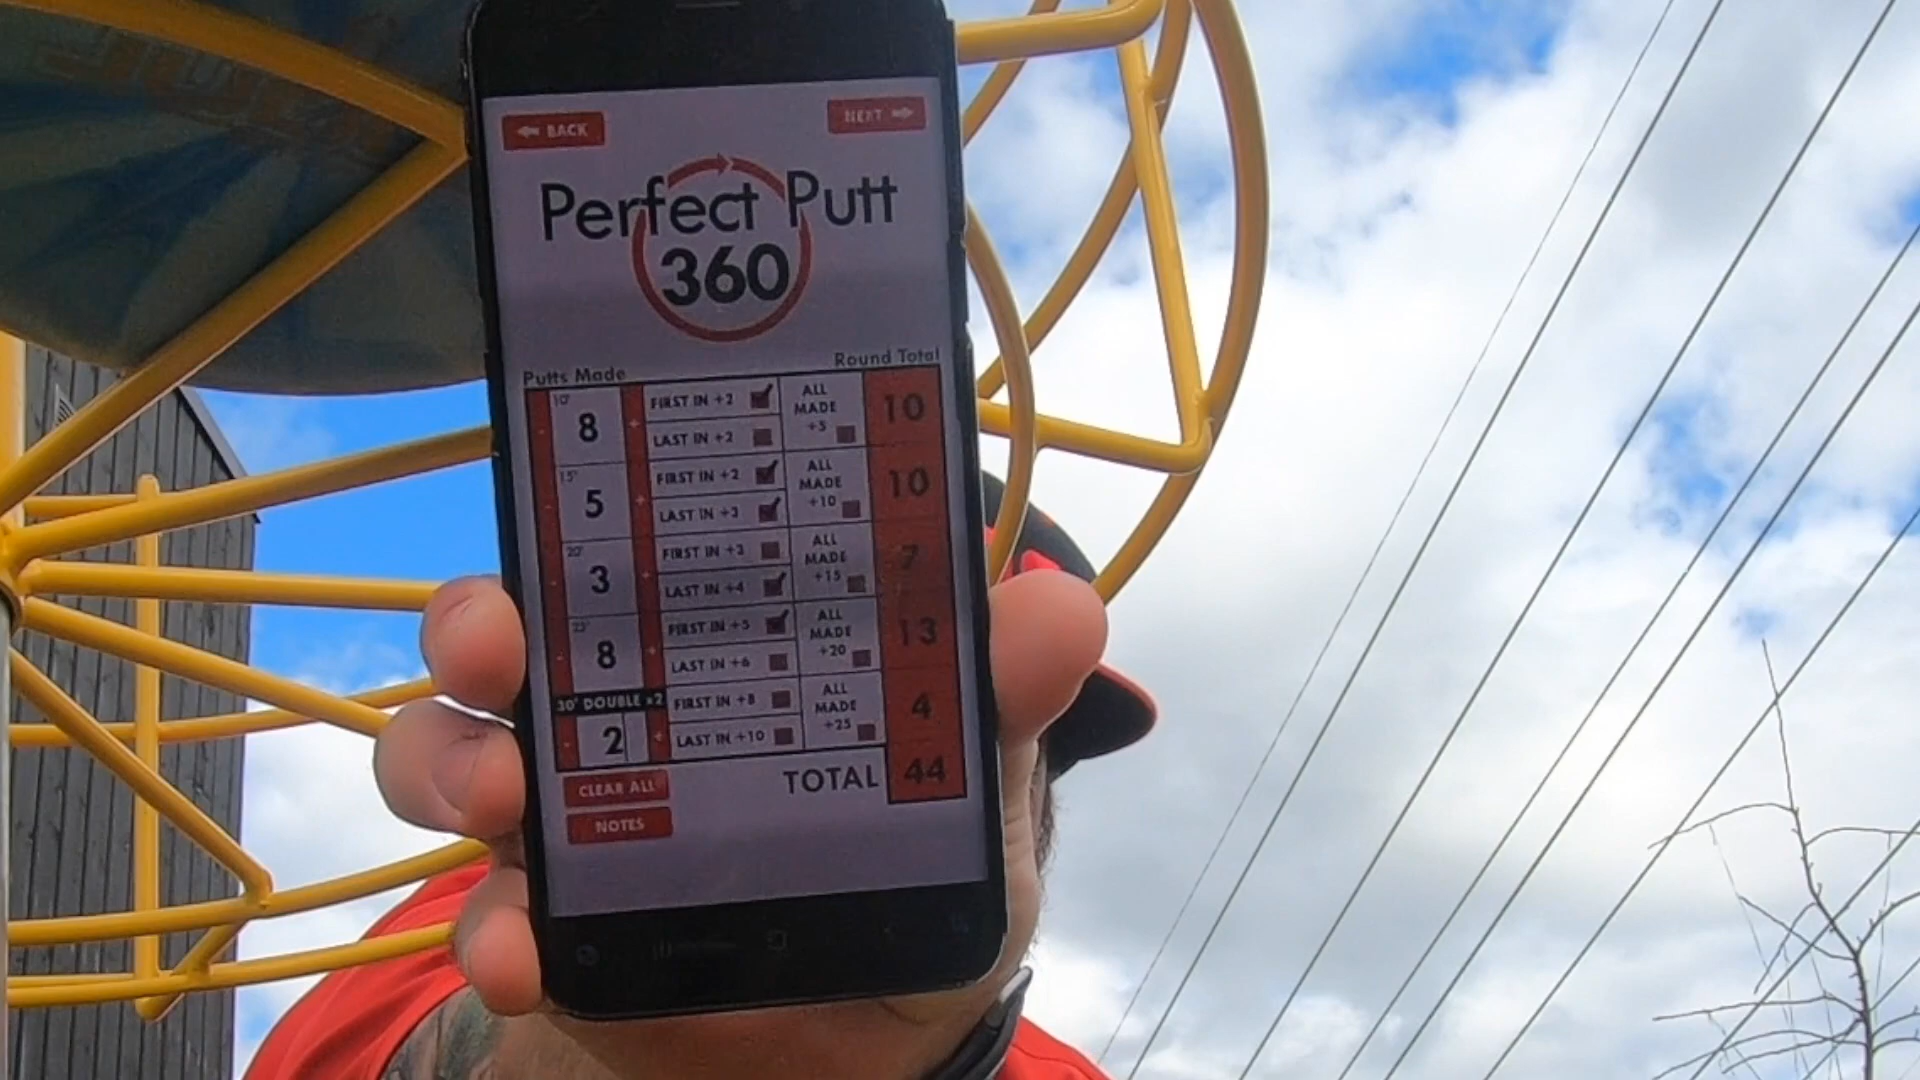 BACK
NEXT
Perfect Putt
360
Putts Made Round Total
10' 8 FIRST IN +2 ALL MADE +5 10
LAST IN +2
15' 5 FIRST IN +2 ALL MADE +10 10
LAST IN +3
20' 3 FIRST IN +3 ALL MADE +15 7
LAST IN +4
25' 8 FIRST IN +5 ALL MADE +20 13
LAST IN +6
30' DOUBLE x2 FIRST IN +8 ALL MADE +25 4
2 LAST IN +10
CLEAR ALL TOTAL 44
NOTES